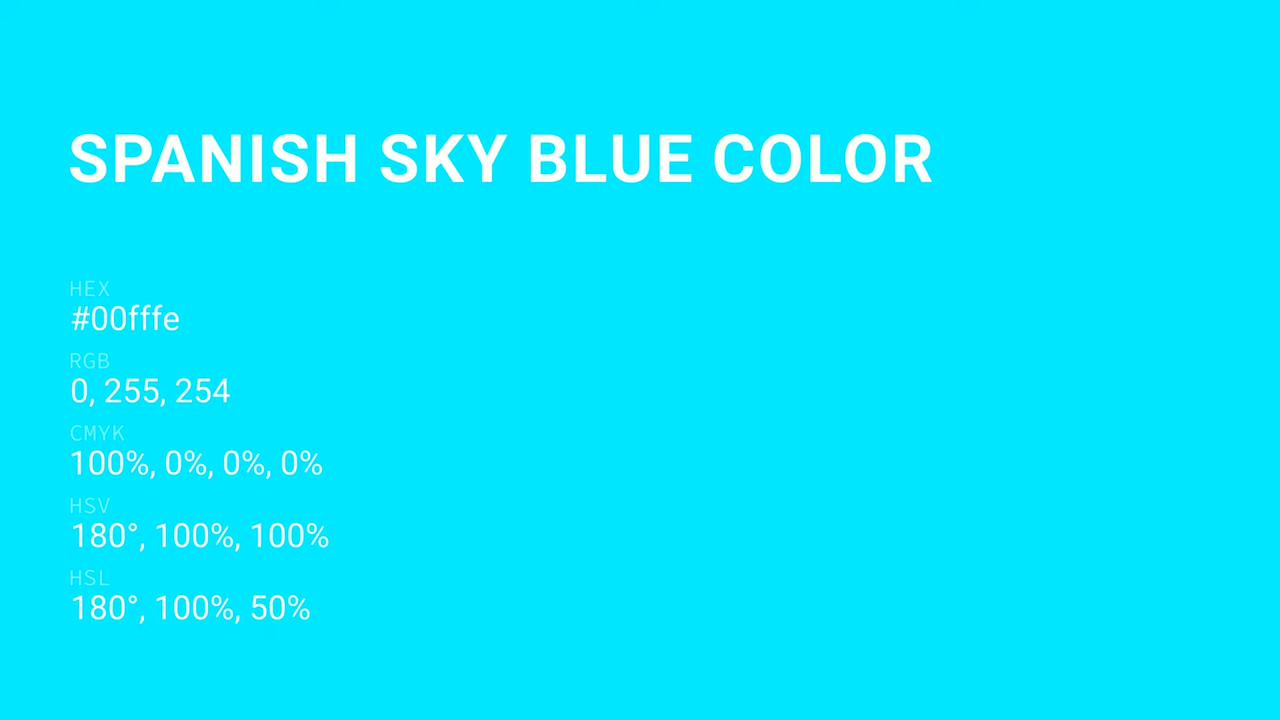 SPANISH SKY BLUE COLOR
HEX
#00fffe
RGB
0, 255, 254
CMYK
100%, 0%, 0%, 0%
HSV
180°, 100%, 100%
HSL
180°, 100%, 50%